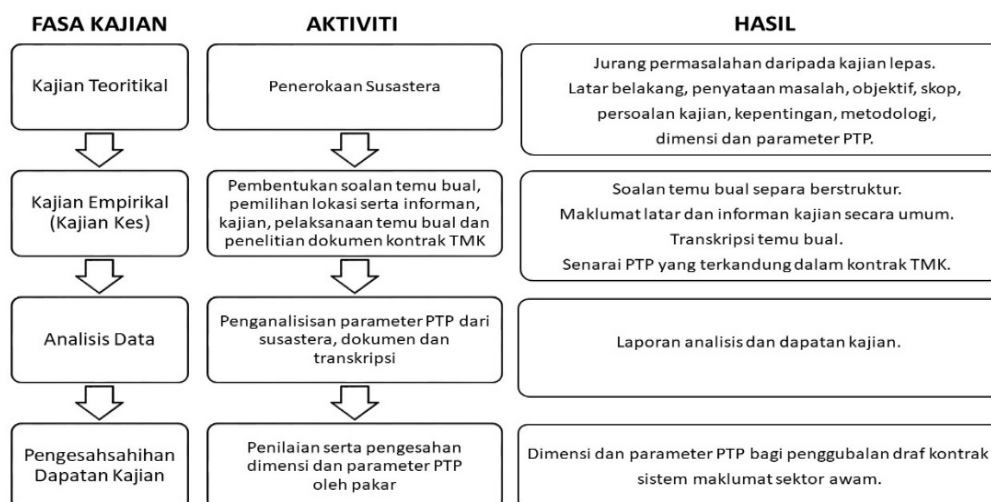 FASA KAJIAN
AKTIVITI
HASIL
Kajian Teoritikal
Penerokaan Susastera
Jurang permasalahan daripada kajian lepas.
Latar belakang, penyataan masalah, objektif, skop,
persoalan kajian, kepentingan, metodologi,
dimensi dan parameter PTP.
Kajian Empirikal
(Kajian Kes)
Pembentukan soalan temu bual,
pemilihan lokasi serta informan,
kajian, pelaksanaan temu bual dan
penelitian dokumen kontrak TMK
Soalan temu bual separa berstruktur.
Maklumat latar dan informan kajian secara umum.
Transkripsi temu bual.
Senarai PTP yang terkandung dalam kontrak TMK.
Analisis Data
Penganalisisan parameter PTP dari
susastera, dokumen dan
transkripsi
Laporan analisis dan dapatan kajian.
Pengesahsahihan
Dapatan Kajian
Penilaian serta pengesahan
dimensi dan parameter PTP
oleh pakar
Dimensi dan parameter PTP bagi penggubalan draf kontrak
sistem maklumat sektor awam.